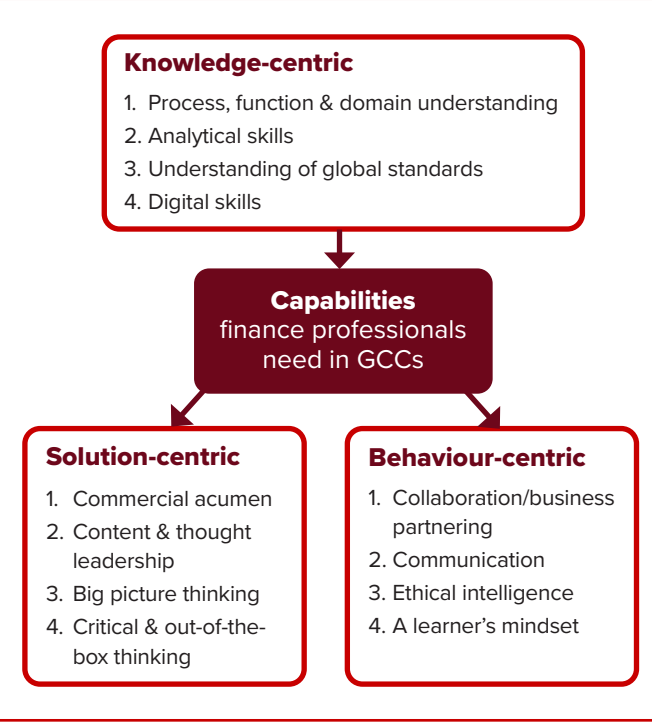 Knowledge-centric
1. Process, function & domain understanding
2. Analytical skills
3. Understanding of global standards
4. Digital skills
Capabilities
finance professionals
need in GCCs
Solution-centric
1. Commercial acumen
2. Content & thought
leadership
3. Big picture thinking
4. Critical & out-of-the-
box thinking
Behaviour-centric
1. Collaboration/business
partnering
2. Communication
3. Ethical intelligence
4. A learner’s mindset